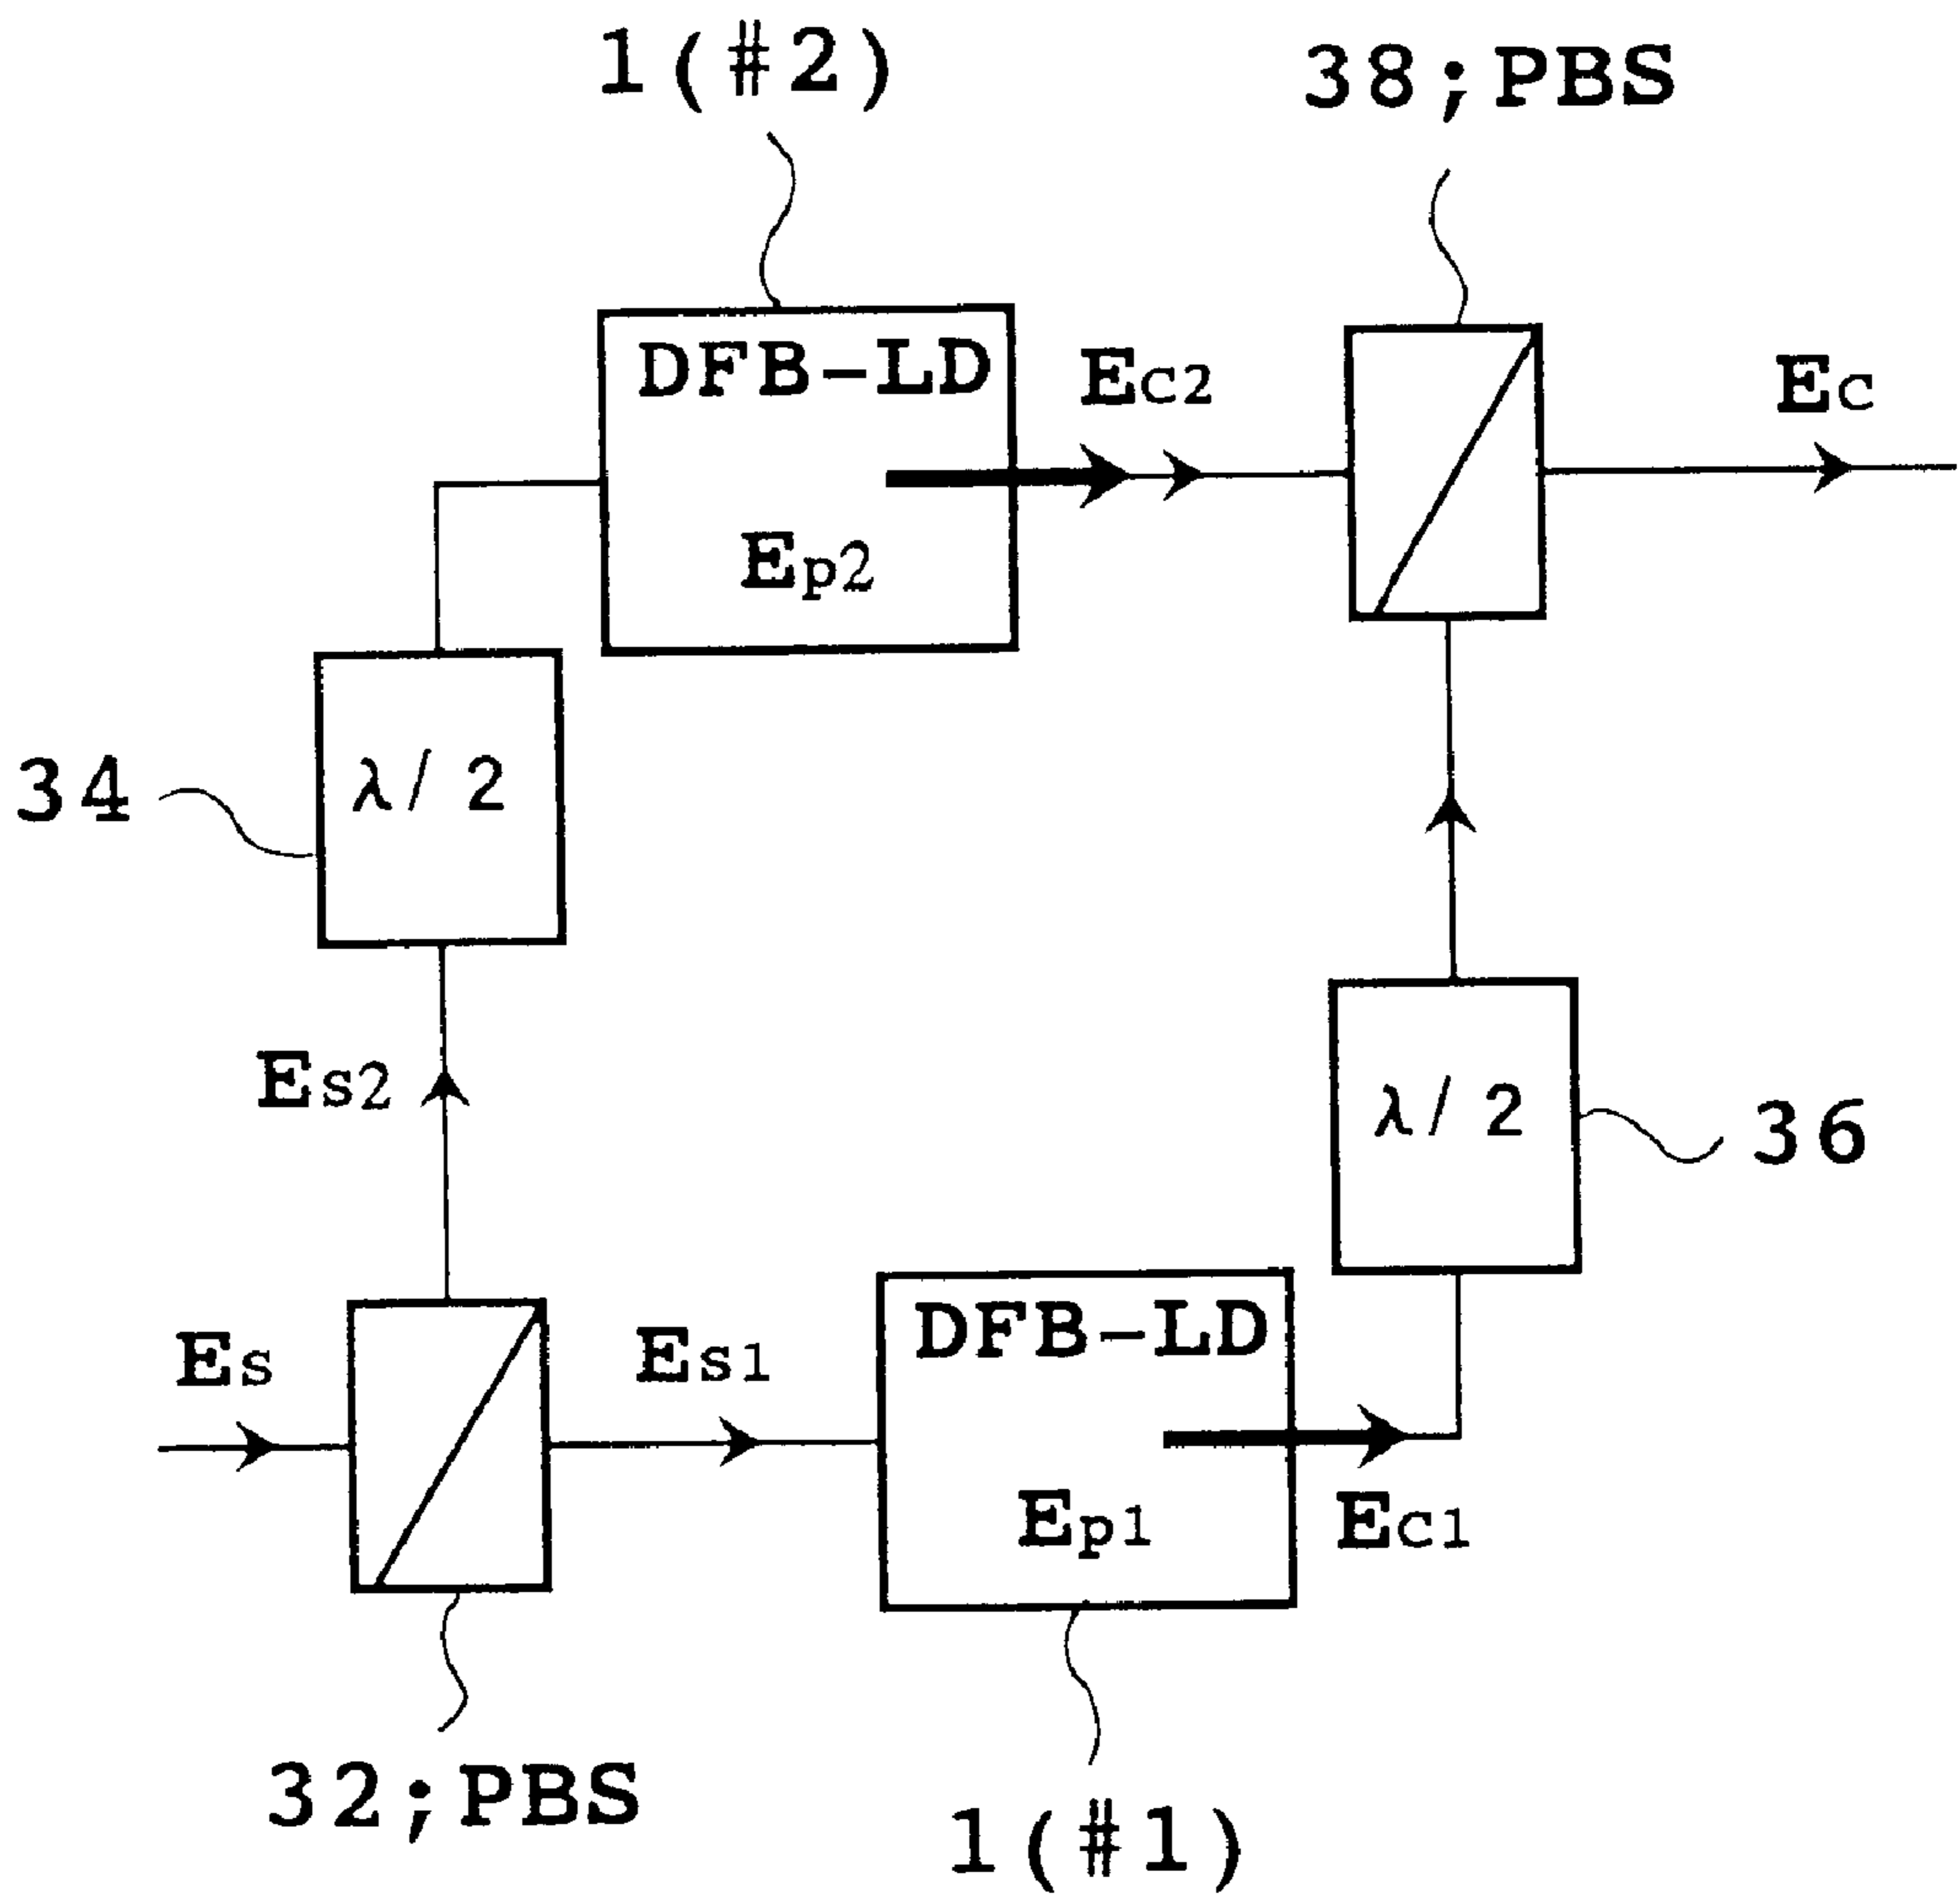 1(#2)
38;PBS
DFB-LD
Ec2
Ec
Ep2
34
λ/2
Es2
λ/2
36
Es
Es1
DFB-LD
Ep1
Ec1
32;PBS
1(#1)